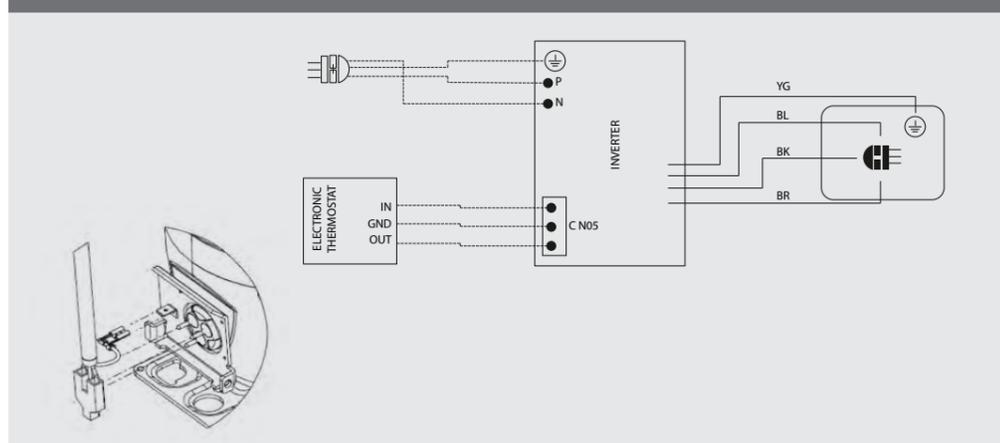 P
N
INVERTER
YG
BL
BK
BR
ELECTRONIC
THERMOSTAT
IN
GND
OUT
C N05